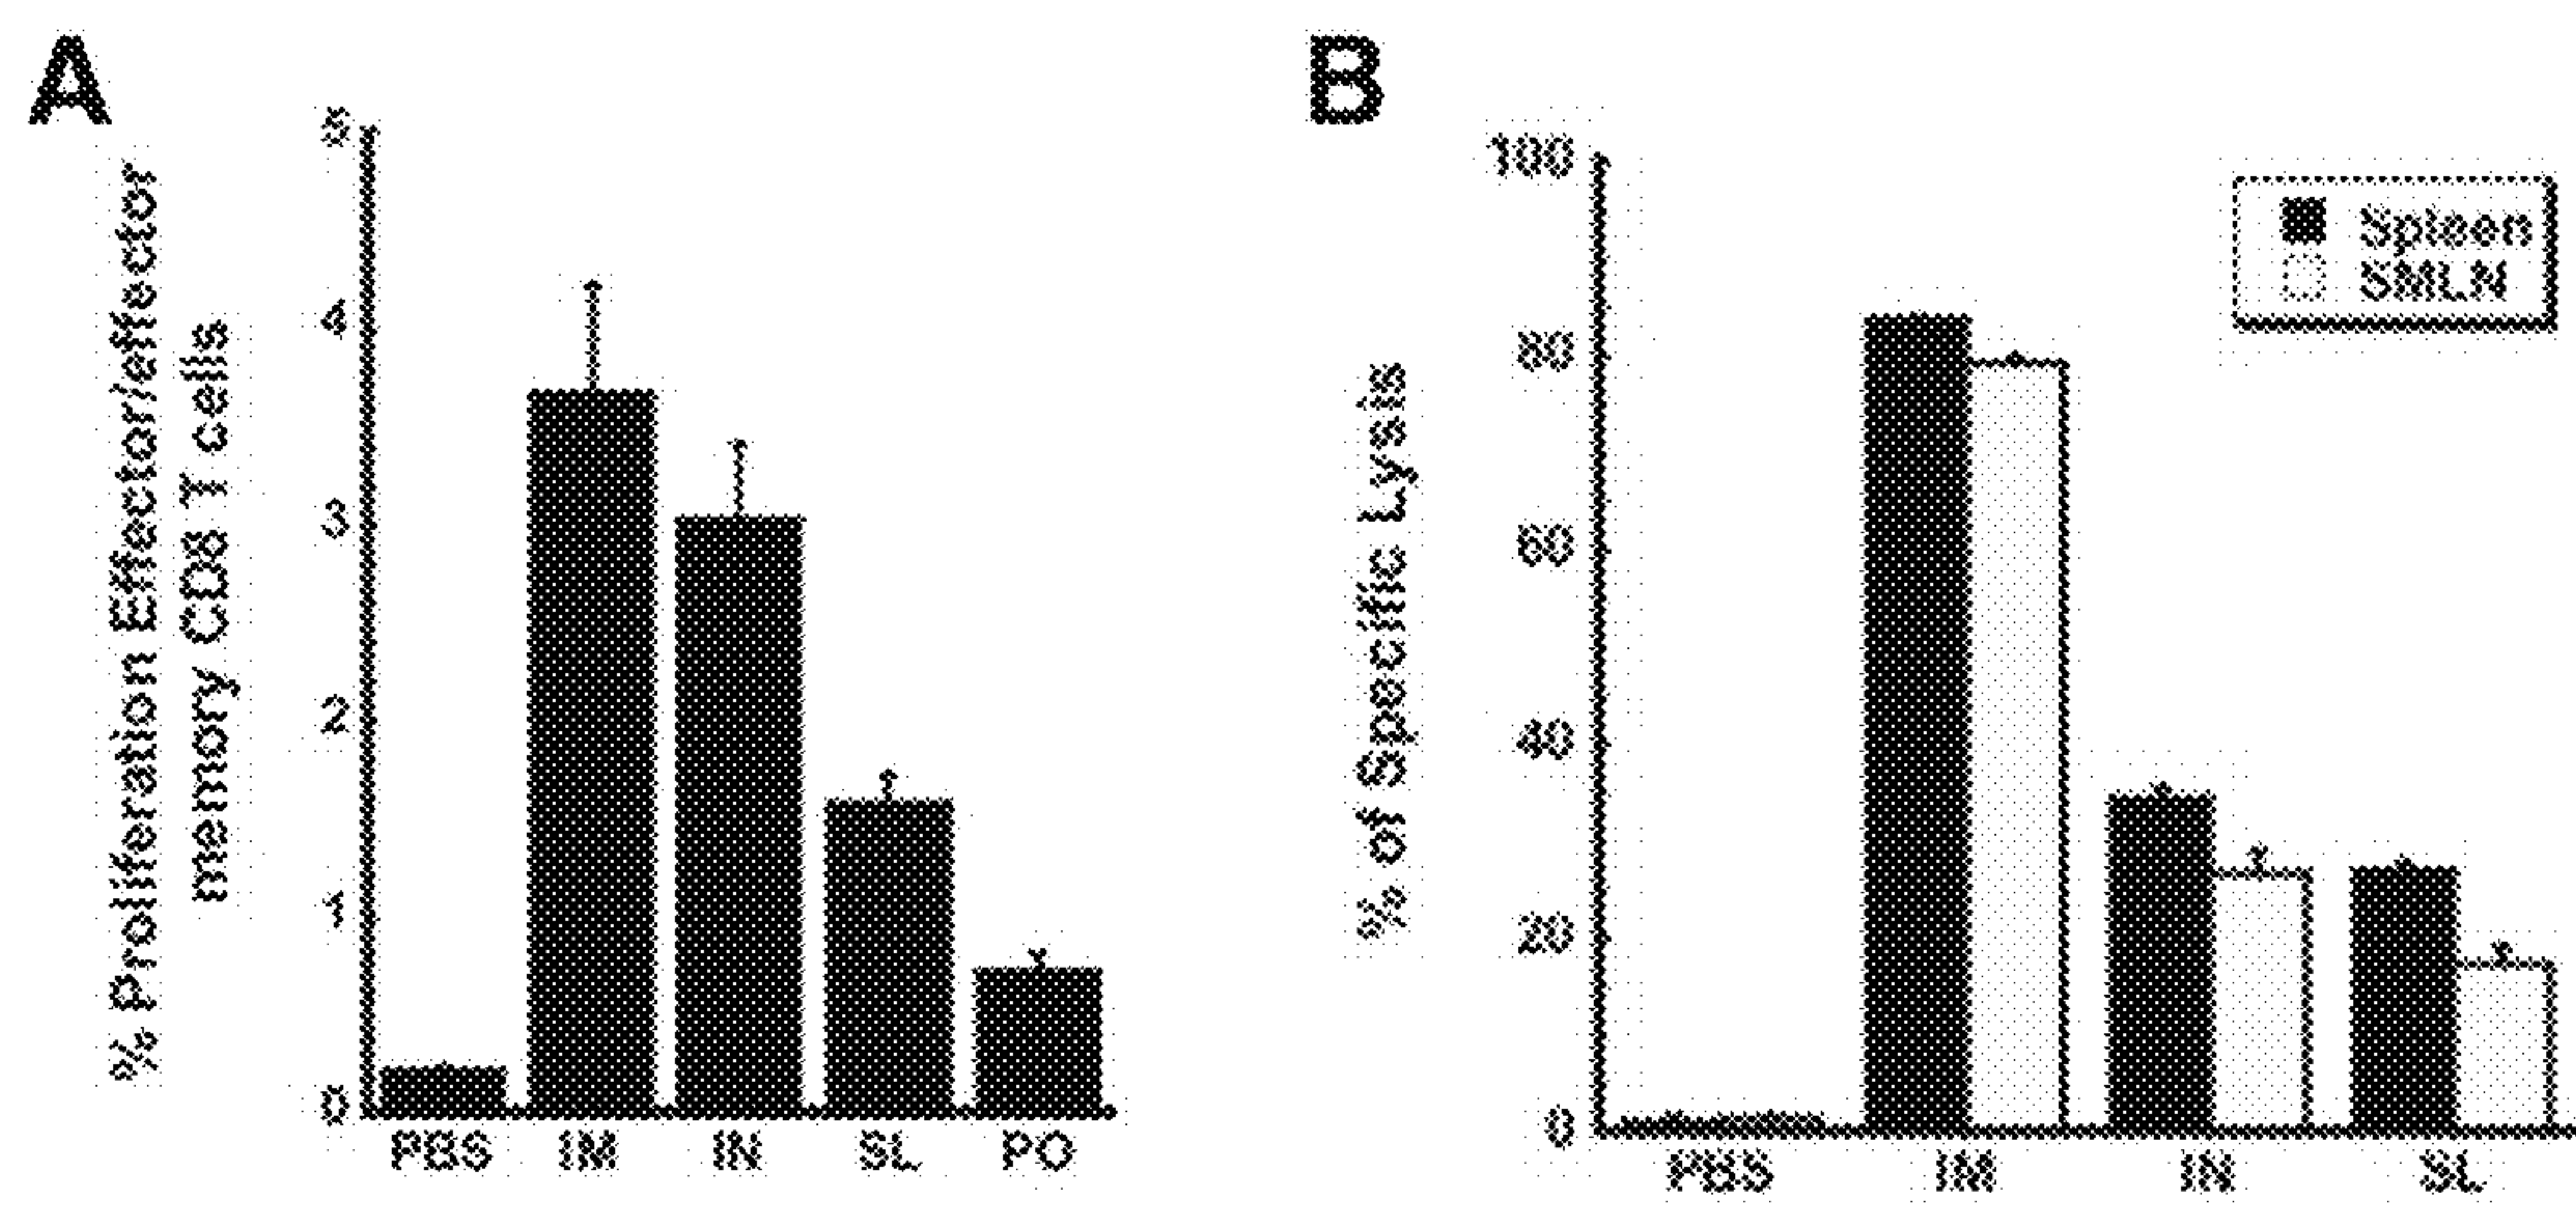 A
% Proliferation Effector/effector
memory CD8 T cells
5
4
3
2
1
0
PBS
IM
IN
SL
PO
B
% of Specific Lysis
100
80
60
40
20
0
Spleen
SMLN
PBS
IM
IN
SL